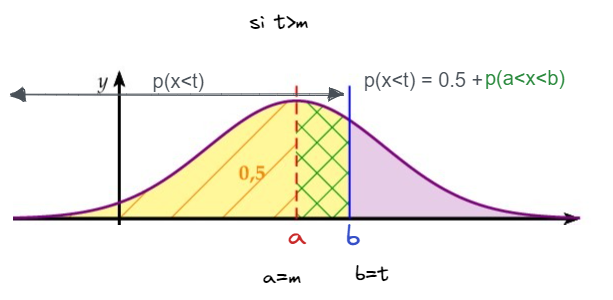 si t>m
y
p(x<t)
p(x<t) = 0.5 + p(a<x<b)
0,5
a
b
a=m
b=t